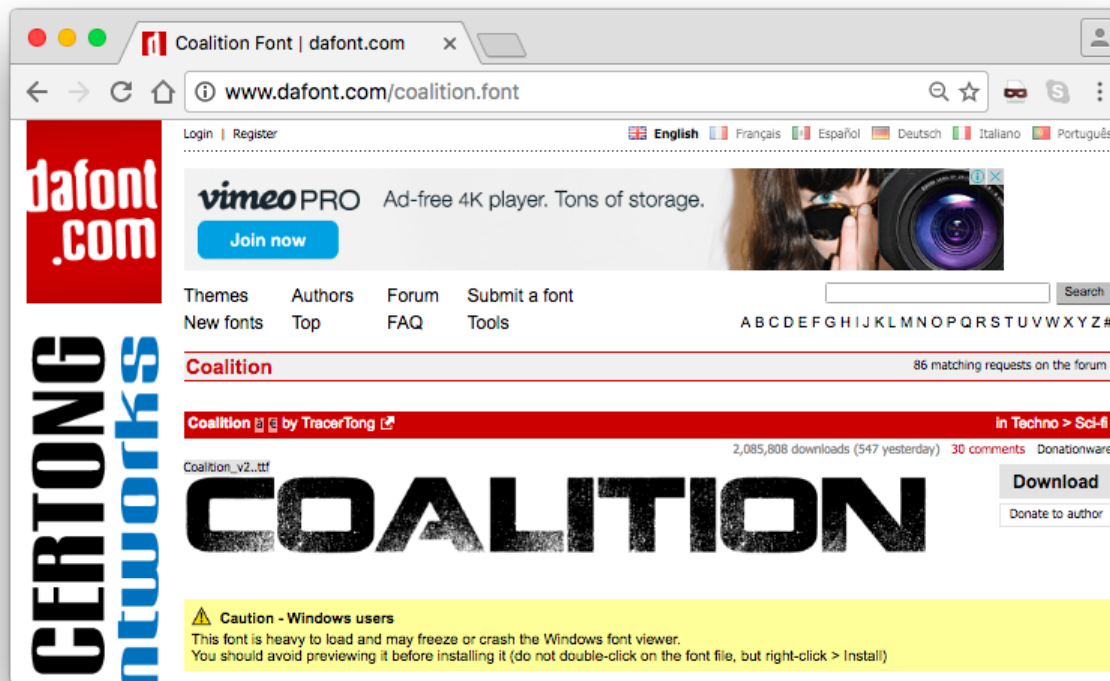 Coalition Font | dafont.com
www.dafont.com/coaliti.font
dafont
.com
Login | Register
English Français Español Deutsch Italiano Português
vimeo PRO Ad-free 4K player. Tons of storage.
Join now
Themes Authors Forum Submit a font
Search
New fonts Top FAQ Tools
A B C D E F G H I J K L M N O P Q R S T U V W X Y Z #
Coalition
86 matching requests on the forum
Coalition à € by TracerTong
in Techno > Sci-fi
2,085,808 downloads (547 yesterday) 30 comments Donationware
Coalition_v2..ttf
COALITION
Download
Donate to author
CERTONG
ntworks
Caution - Windows users
This font is heavy to load and may freeze or crash the Windows font viewer.
You should avoid previewing it before installing it (do not double-click on the font file, but right-click > Install)